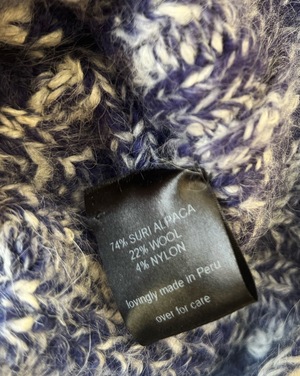 74% SURI ALPACA
22% WOOL
4% NYLON
lovingly made in Peru
over for care